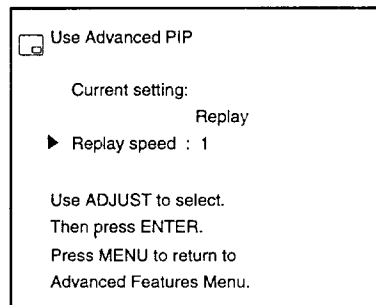 Use Advanced PIP
Current setting:
Replay
▶ Replay speed : 1
Use ADJUST to select.
Then press ENTER.
Press MENU to return to
Advanced Features Menu.